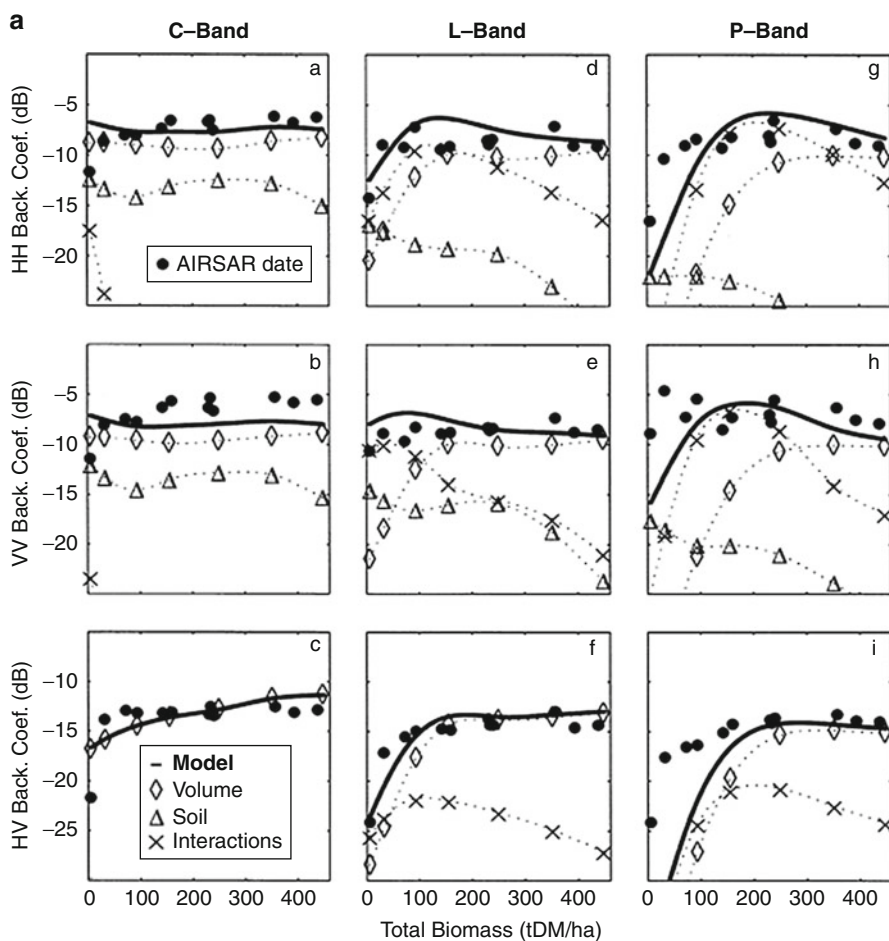 a
C–Band
L–Band
P–Band
HH Back. Coef. (dB)
–5
–10
–15
–20
a
AIRSAR date
d
g
VV Back. Coef. (dB)
–5
–10
–15
–20
b
e
h
HV Back. Coef. (dB)
–10
–15
–20
–25
c
Model
Volume
Soil
Interactions
f
i
0 100 200 300 400
0 100 200 300 400
0 100 200 300 400
Total Biomass (tDM/ha)